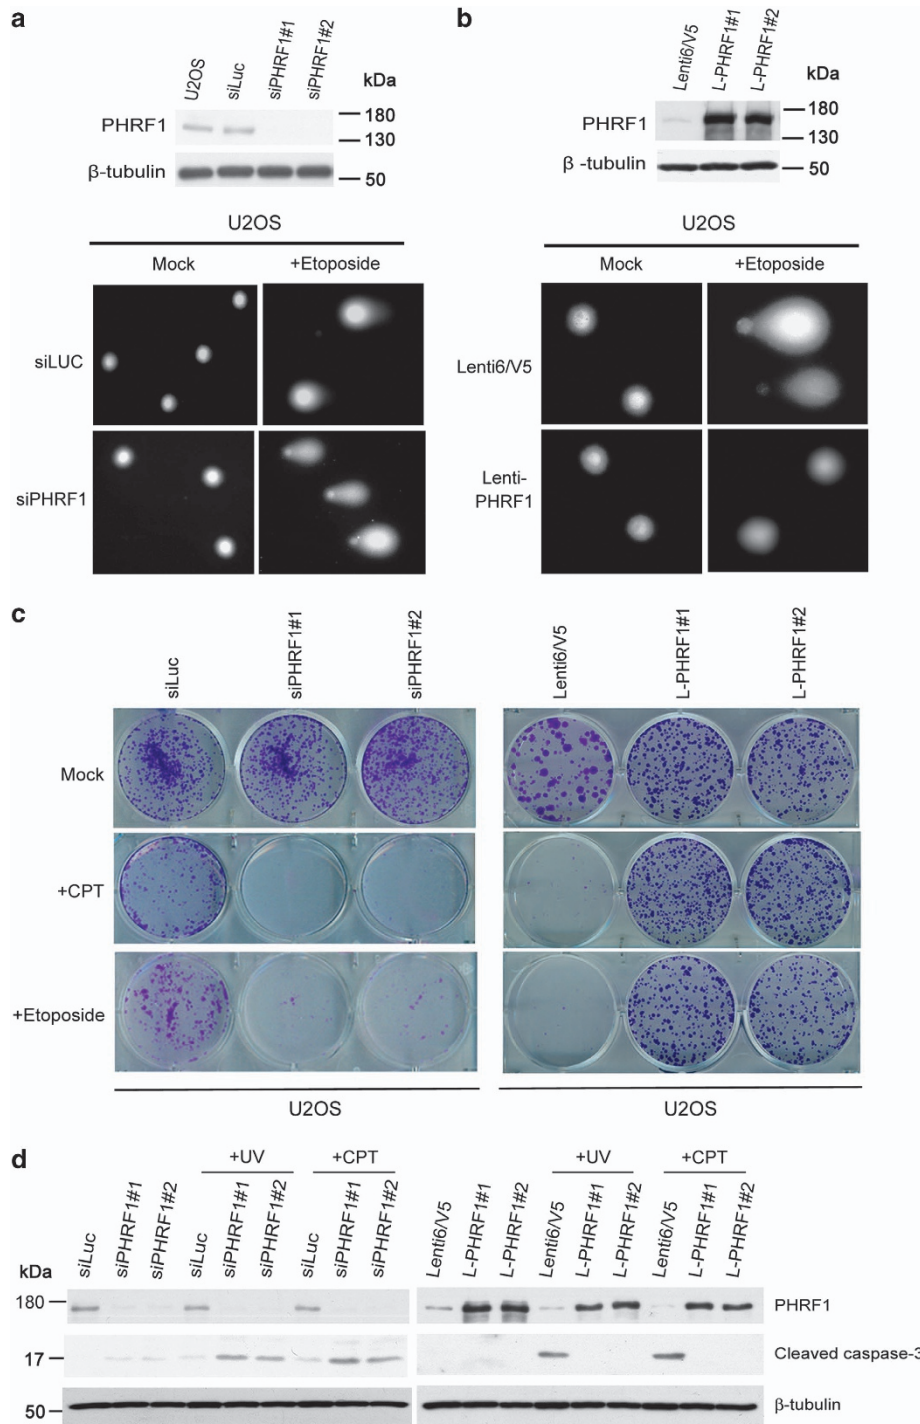 a
U2OS
siLuc
siPHRF1#1
siPHRF1#2
kDa
PHRF1
180
130
β-tubulin
50
U2OS
Mock
+Etoposide
siLUC
siPHRF1
b
Lenti6/V5
L-PHRF1#1
L-PHRF1#2
kDa
PHRF1
180
130
β -tubulin
50
U2OS
Mock
+Etoposide
Lenti6/V5
Lenti-
PHRF1
c
siLuc
siPHRF1#1
siPHRF1#2
Lenti6/V5
L-PHRF1#1
L-PHRF1#2
Mock
+CPT
+Etoposide
U2OS
U2OS
d
+UV
+CPT
+UV
+CPT
siLuc
siPHRF1#1
siPHRF1#2
siLuc
siPHRF1#1
siPHRF1#2
siLuc
siPHRF1#1
siPHRF1#2
Lenti6/V5
L-PHRF1#1
L-PHRF1#2
Lenti6/V5
L-PHRF1#1
L-PHRF1#2
Lenti6/V5
L-PHRF1#1
L-PHRF1#2
kDa
180
PHRF1
17
Cleaved caspase-3
50
β-tubulin